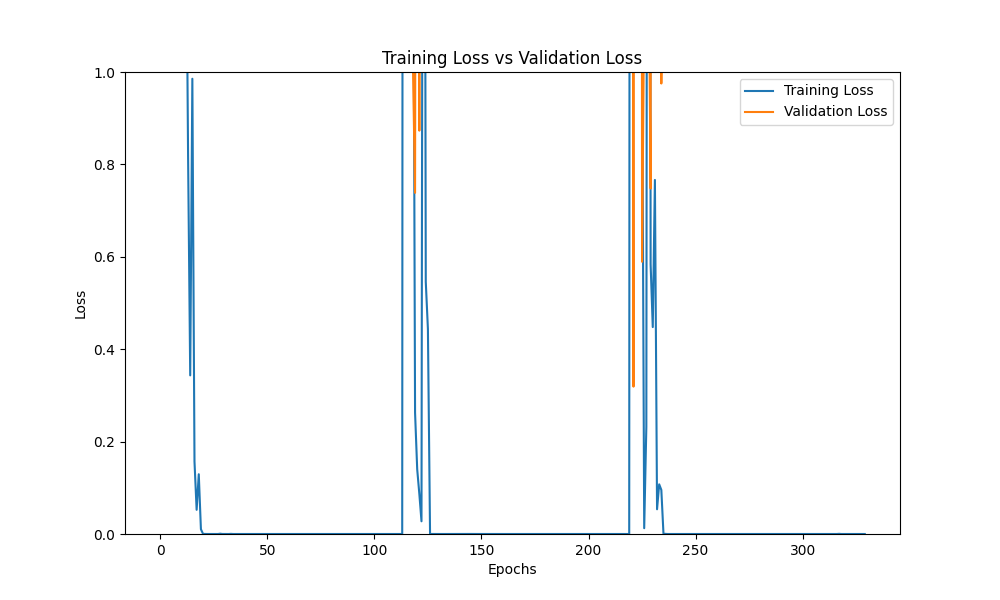 Training Loss vs Validation Loss
1.0
0.8
0.6
0.4
0.2
0.0
Loss
0 50 100 150 200 250 300
Epochs
Training Loss
Validation Loss